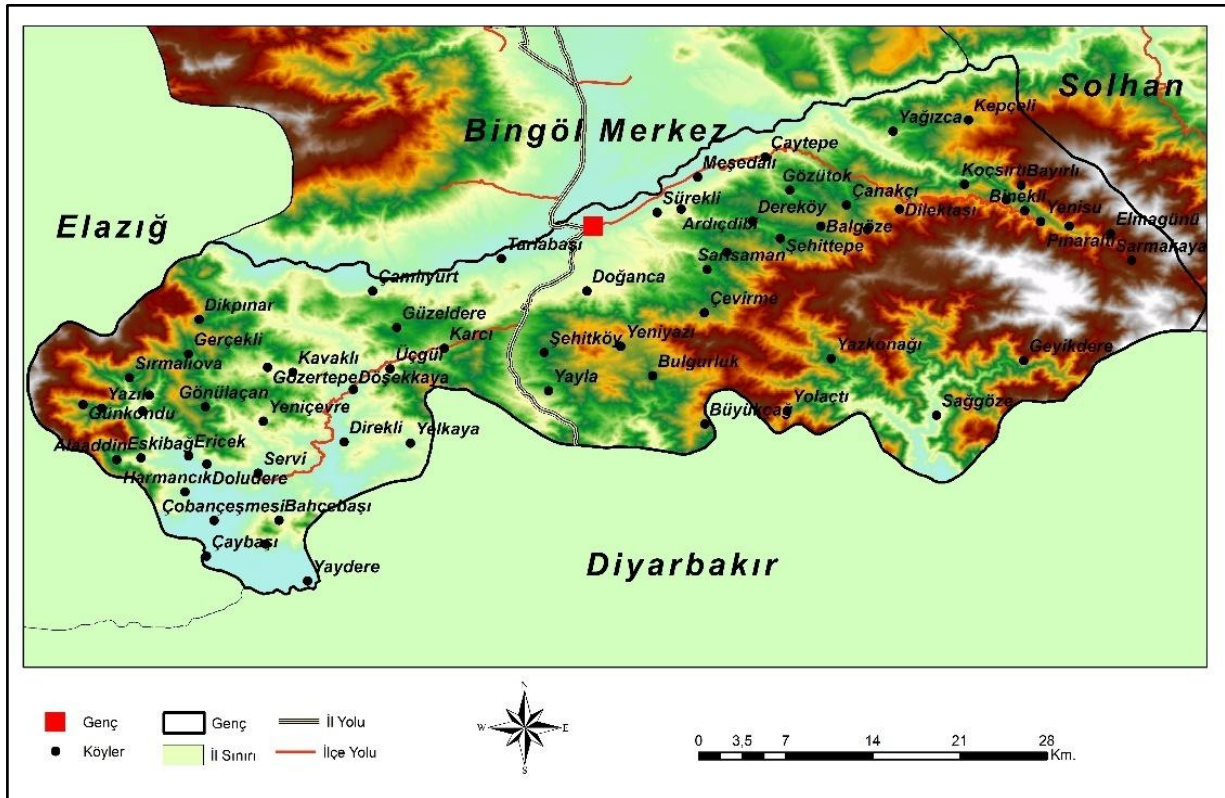 Solhan
Kepçeli
Yağızca
Bingöl Merkez
Çaytepe
Meşedalı
Gözütok
Koçsırtı
Bayırlı
Çanakçı
Binekli
Elazığ
Sürekli
Dereköy
Dilektaşı
Yenisu
Elmagünü
Ardıçdibi
Balgöze
Pınaraltı
Tarlabaşı
Şehittepe
Sarmakaya
Sarısaman
Çamlıyurt
Doğanca
Dikpınar
Güzeldere
Çevirme
Gerçekli
Karcı
Şehitköy
Yeniyazı
Yazkonağı
Geyikdere
Sırmalıova
Kavaklı
Üçgül
Gözertepe
Döşekkaya
Bulgurluk
Yazılı
Gönülaçan
Yayla
Günkondu
Yeniçevre
Büyükçağ
Yolaçtı
Sağgöze
Direkli
Yelkaya
Alaaddin
Eskibağ
Ericek
Servi
Harmancık
Doludere
Çobançeşmesi
Bahçebaşı
Çaybaşı
Yaydere
Diyarbakır
N
W
E
S
Genç
Genç
İl Yolu
Köyler
İl Sınırı
İlçe Yolu
0 3,5 7 14 21 28
Km.